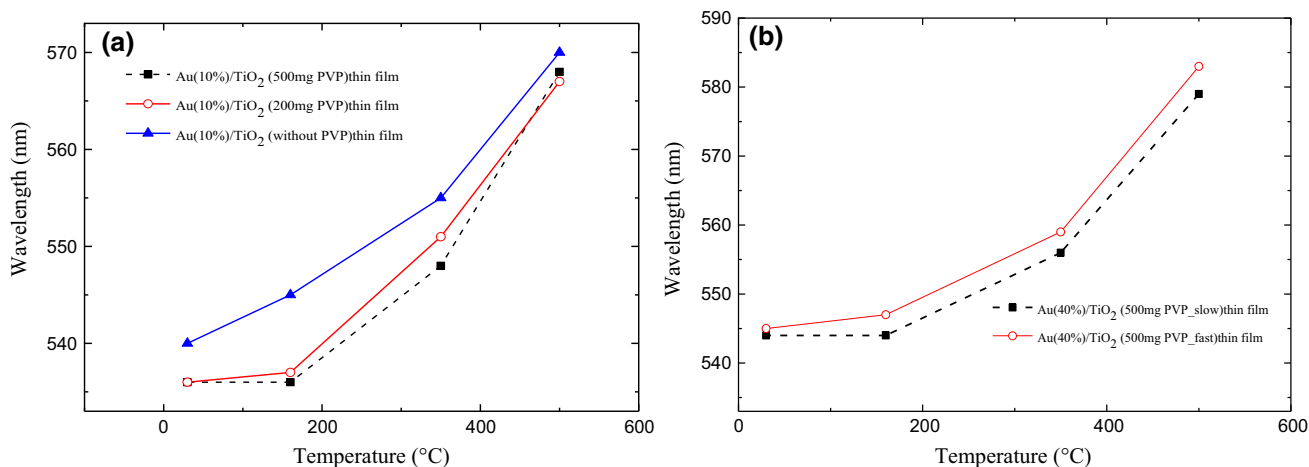 (a)
Au(10%)/TiO2 (500mg PVP)thin film
Au(10%)/TiO2 (200mg PVP)thin film
Au(10%)/TiO2 (without PVP)thin film
570
560
550
540
Wavelength (nm)
0 200 400 600
Temperature (°C)
(b)
590
580
570
560
550
540
Wavelength (nm)
Au(40%)/TiO2 (500mg PVP_slow)thin film
Au(40%)/TiO2 (500mg PVP_fast)thin film
0 200 400 600
Temperature (°C)